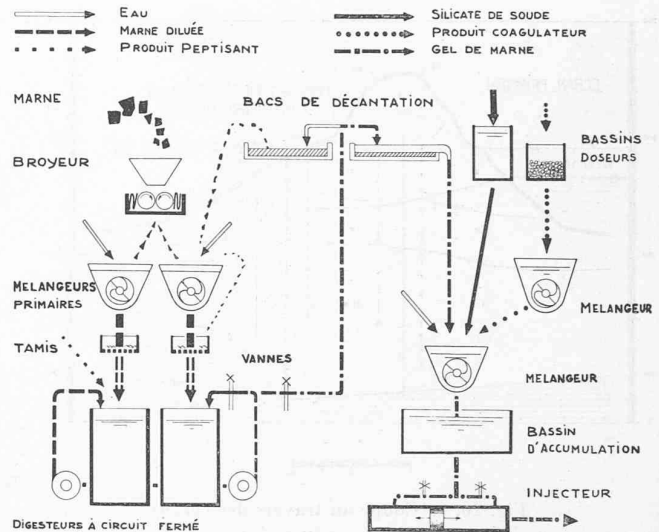 EAU
MARNE DILUÉE
PRODUIT PEPTISANT
SILICATE DE SOUDE
PRODUIT COAGULATEUR
GEL DE MARNE
MARNE
BACS DE DÉCANTATION
BROYEUR
BASSINS
DOSEURS
MELANGEURS
PRIMAIRES
MELANGEUR
TAMIS
VANNES
MELANGEUR
BASSIN
D'ACCUMULATION
INJECTEUR
DIGESTEURS À CIRCUIT FERMÉ